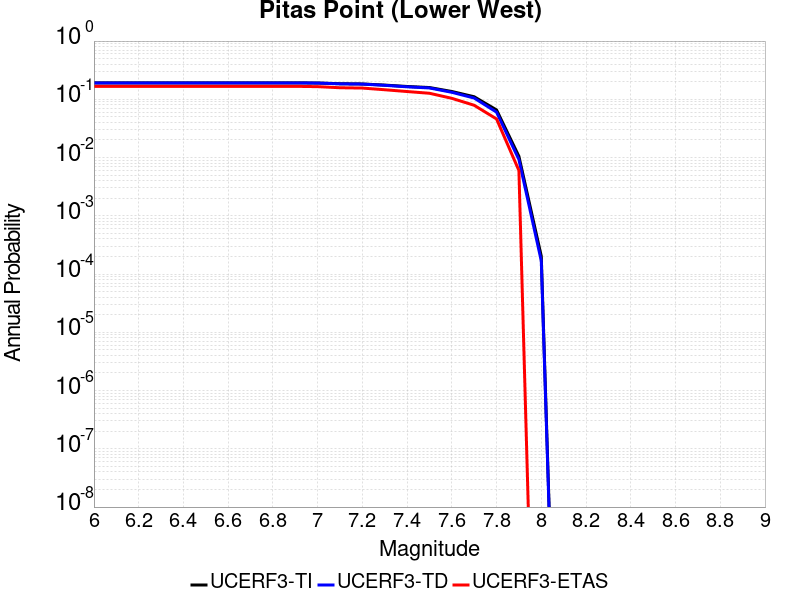 Pitas Point (Lower West)
10^0
10^-1
10^-2
10^-3
10^-4
10^-5
10^-6
10^-7
10^-8
Annual Probability
6 6.2 6.4 6.6 6.8 7 7.2 7.4 7.6 7.8 8 8.2 8.4 8.6 8.8 9
Magnitude
UCERF3-TI UCERF3-TD UCERF3-ETAS